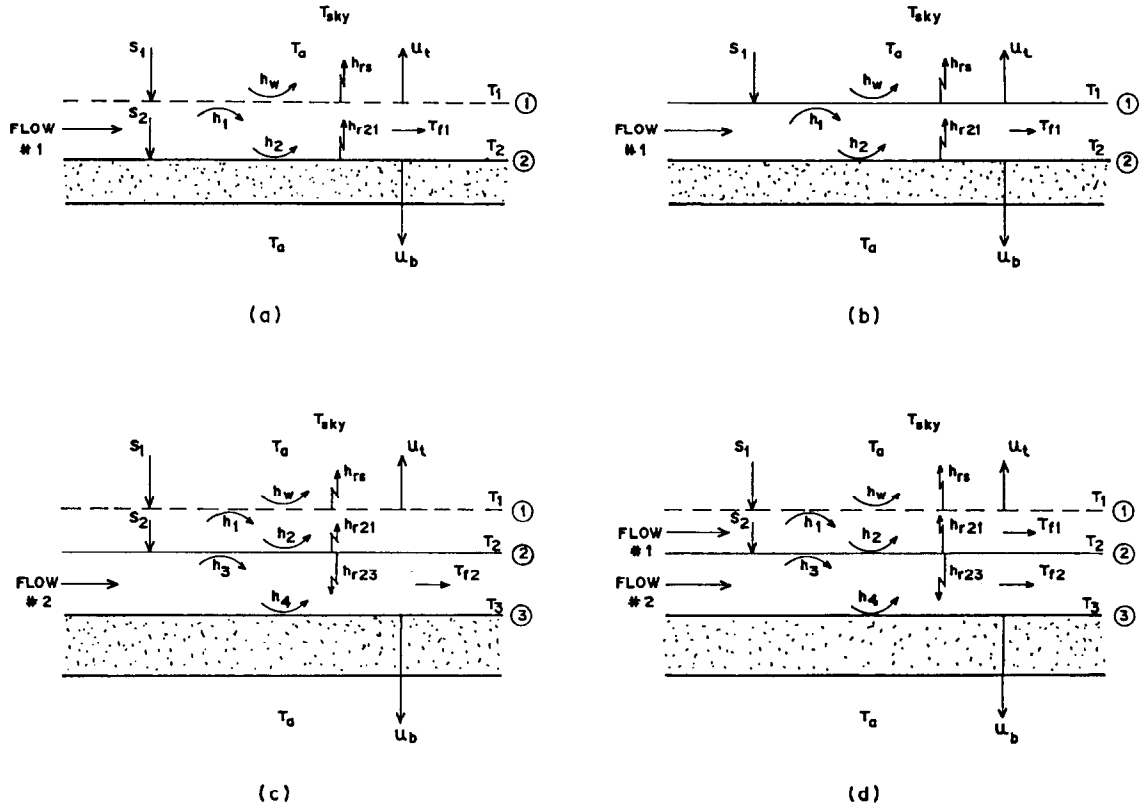 Tsky
Ta
S1
hw
hrs
ut
T1
1
S2
h1
FLOW
#1
h2
hr21
Tf1
T2
2
Ta
ub
(a)
Tsky
Ta
S1
hw
hrs
ut
T1
1
h1
FLOW
#1
h2
hr21
Tf1
T2
2
Ta
ub
(b)
Tsky
Ta
S1
hw
hrs
ut
T1
1
S2
h1
h2
hr21
T2
2
h3
FLOW
#2
hr23
Tf2
h4
T3
3
Ta
ub
(c)
Tsky
Ta
S1
hw
hrs
ut
T1
1
S2
h1
FLOW
#1
h2
hr21
Tf1
T2
2
h3
FLOW
#2
hr23
Tf2
h4
T3
3
Ta
ub
(d)